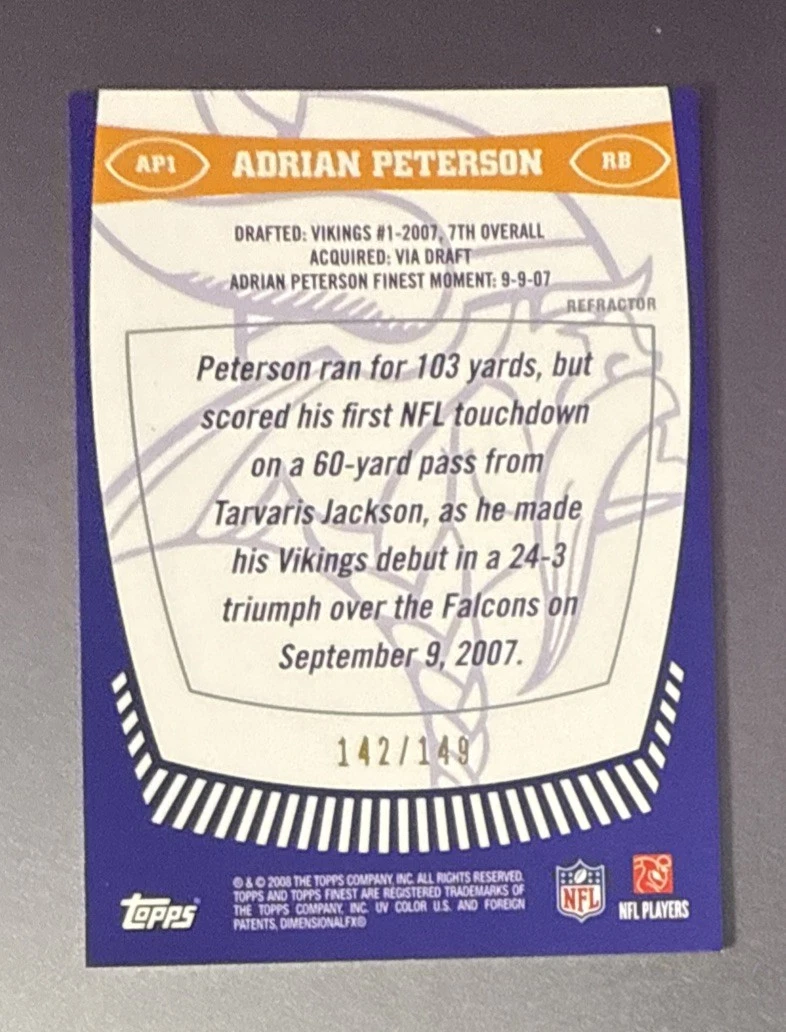 AP1 ADRIAN PETERSON RB
DRAFTED: VIKINGS #1-2007, 7TH OVERALL
ACQUIRED: VIA DRAFT
ADRIAN PETERSON FINEST MOMENT: 9-9-07
REFRACTOR
Peterson ran for 103 yards, but
scored his first NFL touchdown
on a 60-yard pass from
Tarvaris Jackson, as he made
his Vikings debut in a 24-3
triumph over the Falcons on
September 9, 2007.
142/149
© & © 2008 THE TOPPS COMPANY, INC. ALL RIGHTS RESERVED.
TOPPS AND TOPPS FINEST ARE REGISTERED TRADEMARKS OF
THE TOPPS COMPANY, INC. UV COLOR U.S. AND FOREIGN
PATENTS, DIMENSIONALFX®
Topps
NFL
NFL PLAYERS